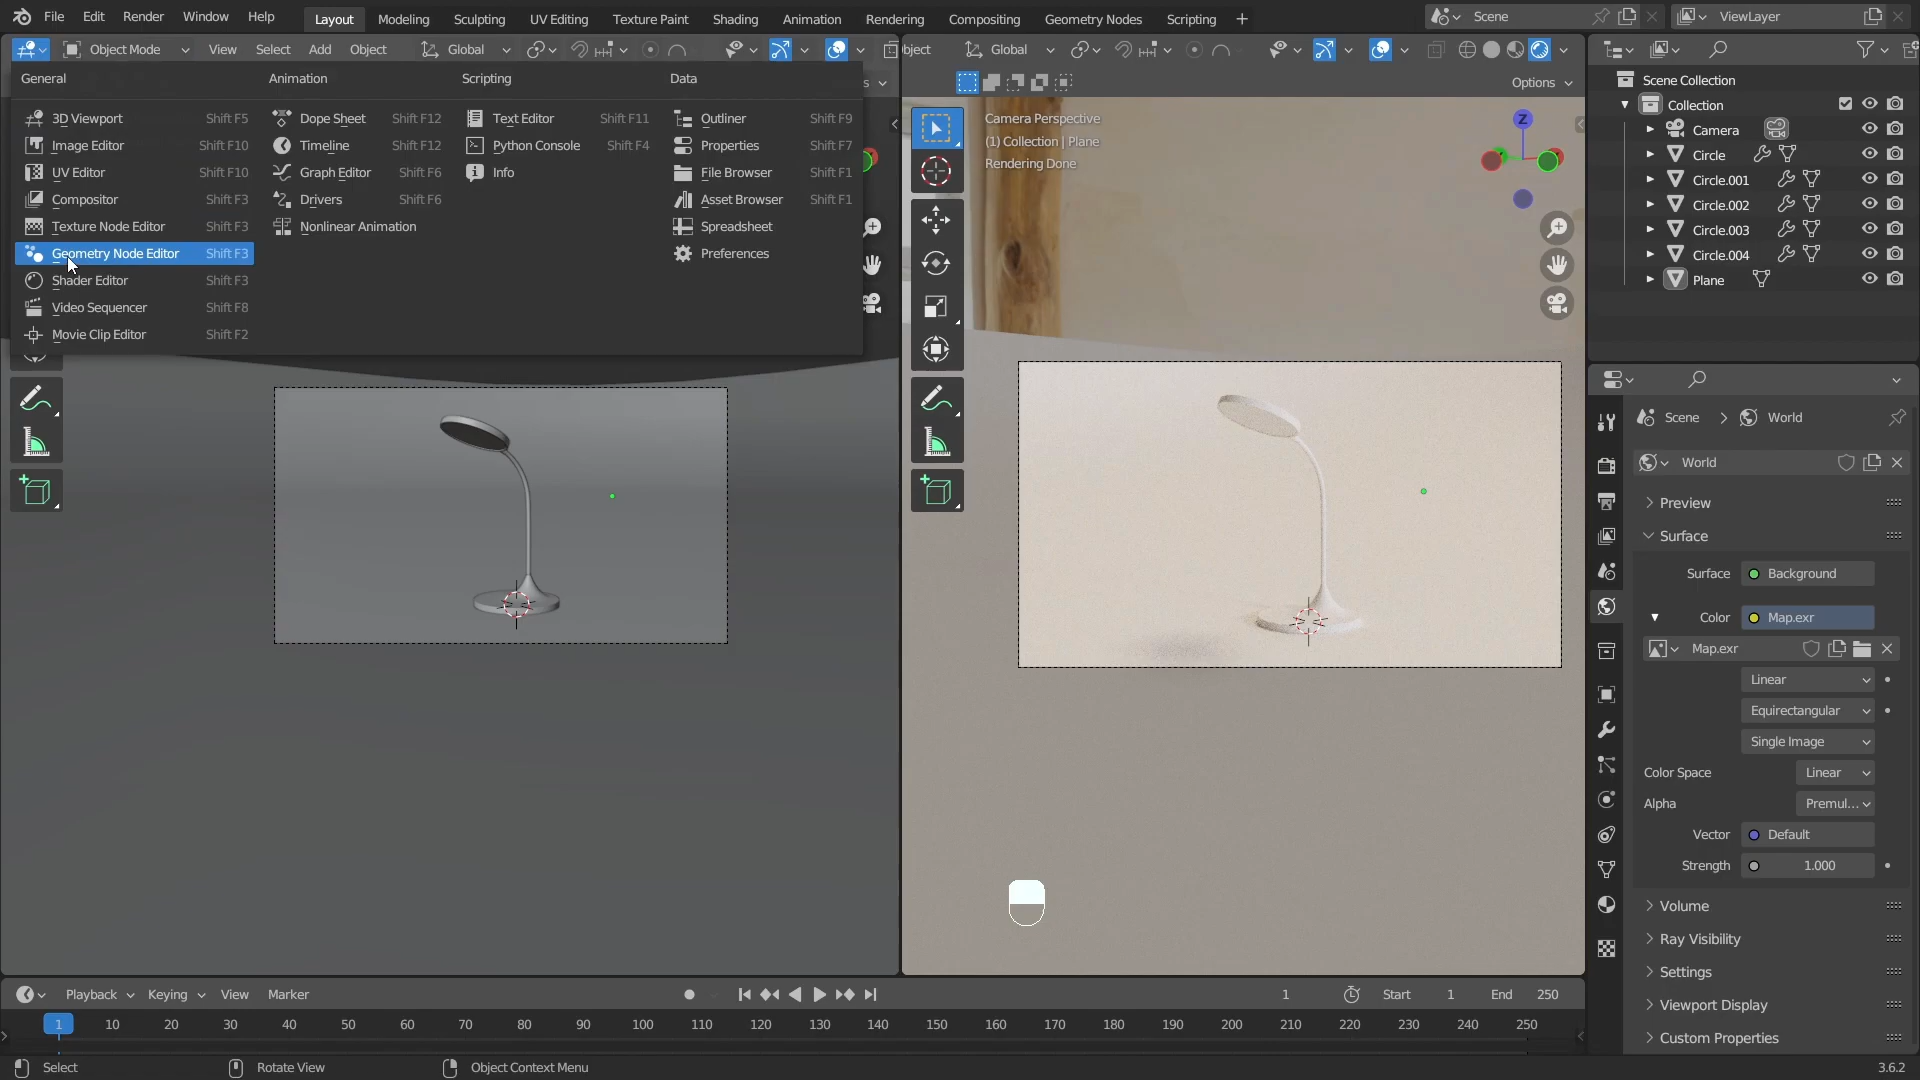 File Edit Render Window Help Layout Modeling Sculpting UV Editing Texture Paint Shading Animation Rendering Compositing Geometry Nodes Scripting + Scene ViewLayer
Object Mode View Select Add Object Global bject Global
Options
General
3D Viewport Shift F5
Image Editor Shift F10
UV Editor Shift F10
Compositor Shift F3
Texture Node Editor Shift F3
Geometry Node Editor Shift F3
Shader Editor Shift F3
Video Sequencer Shift F8
Movie Clip Editor Shift F2
Animation
Dope Sheet Shift F12
Timeline Shift F12
Graph Editor Shift F6
Drivers Shift F6
Nonlinear Animation
Scripting
Text Editor Shift F11
Python Console Shift F4
Info
Data
Outliner Shift F9
Properties Shift F7
File Browser Shift F1
Asset Browser Shift F1
Spreadsheet
Preferences
s
Camera Perspective
(1) Collection | Plane
Rendering Done
Z
Scene Collection
Collection
Camera
Circle
Circle.001
Circle.002
Circle.003
Circle.004
Plane
Scene > World
World
Preview
Surface
Surface Background
Color Map.exr
Map.exr
Linear
Equirectangular
Single Image
Color Space Linear
Alpha Premul...
Vector Default
Strength 1.000
Volume
Ray Visibility
Settings
Viewport Display
Custom Properties
Playback Keying View Marker 1 Start 1 End 250
1 10 20 30 40 50 60 70 80 90 100 110 120 130 140 150 160 170 180 190 200 210 220 230 240 250
Select Rotate View Object Context Menu 3.6.2